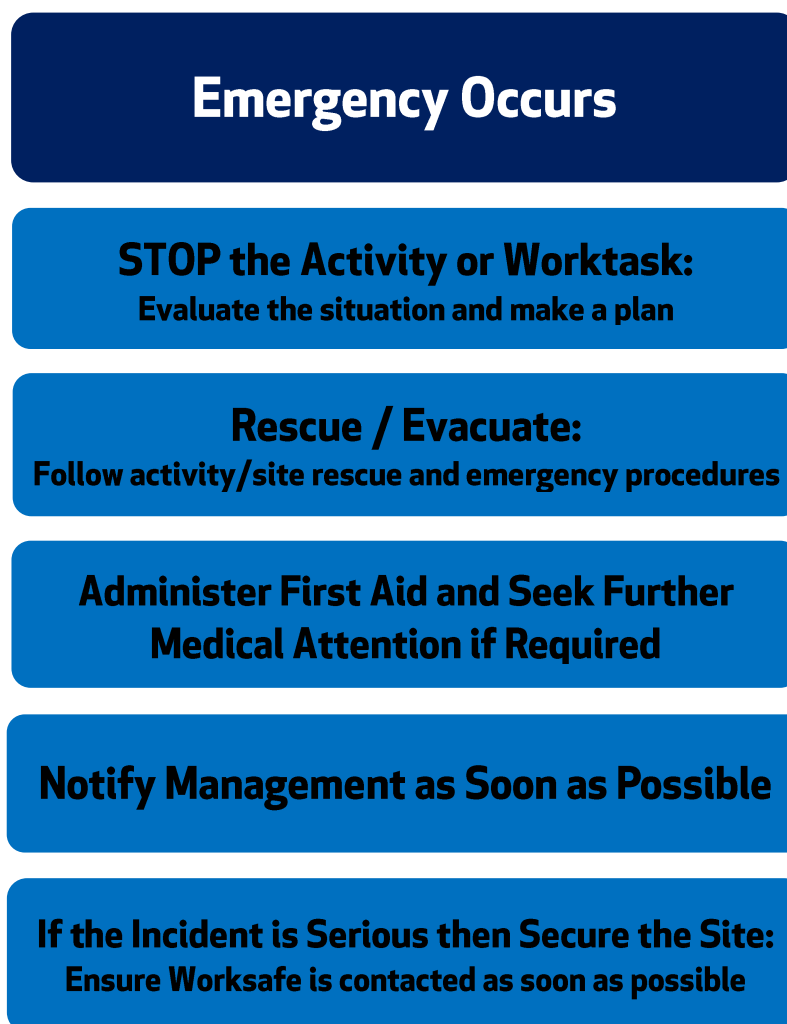 Emergency Occurs
STOP the Activity or Worktask:
Evaluate the situation and make a plan
Rescue / Evacuate:
Follow activity/site rescue and emergency procedures
Administer First Aid and Seek Further
Medical Attention if Required
Notify Management as Soon as Possible
If the Incident is Serious then Secure the Site:
Ensure Worksafe is contacted as soon as possible